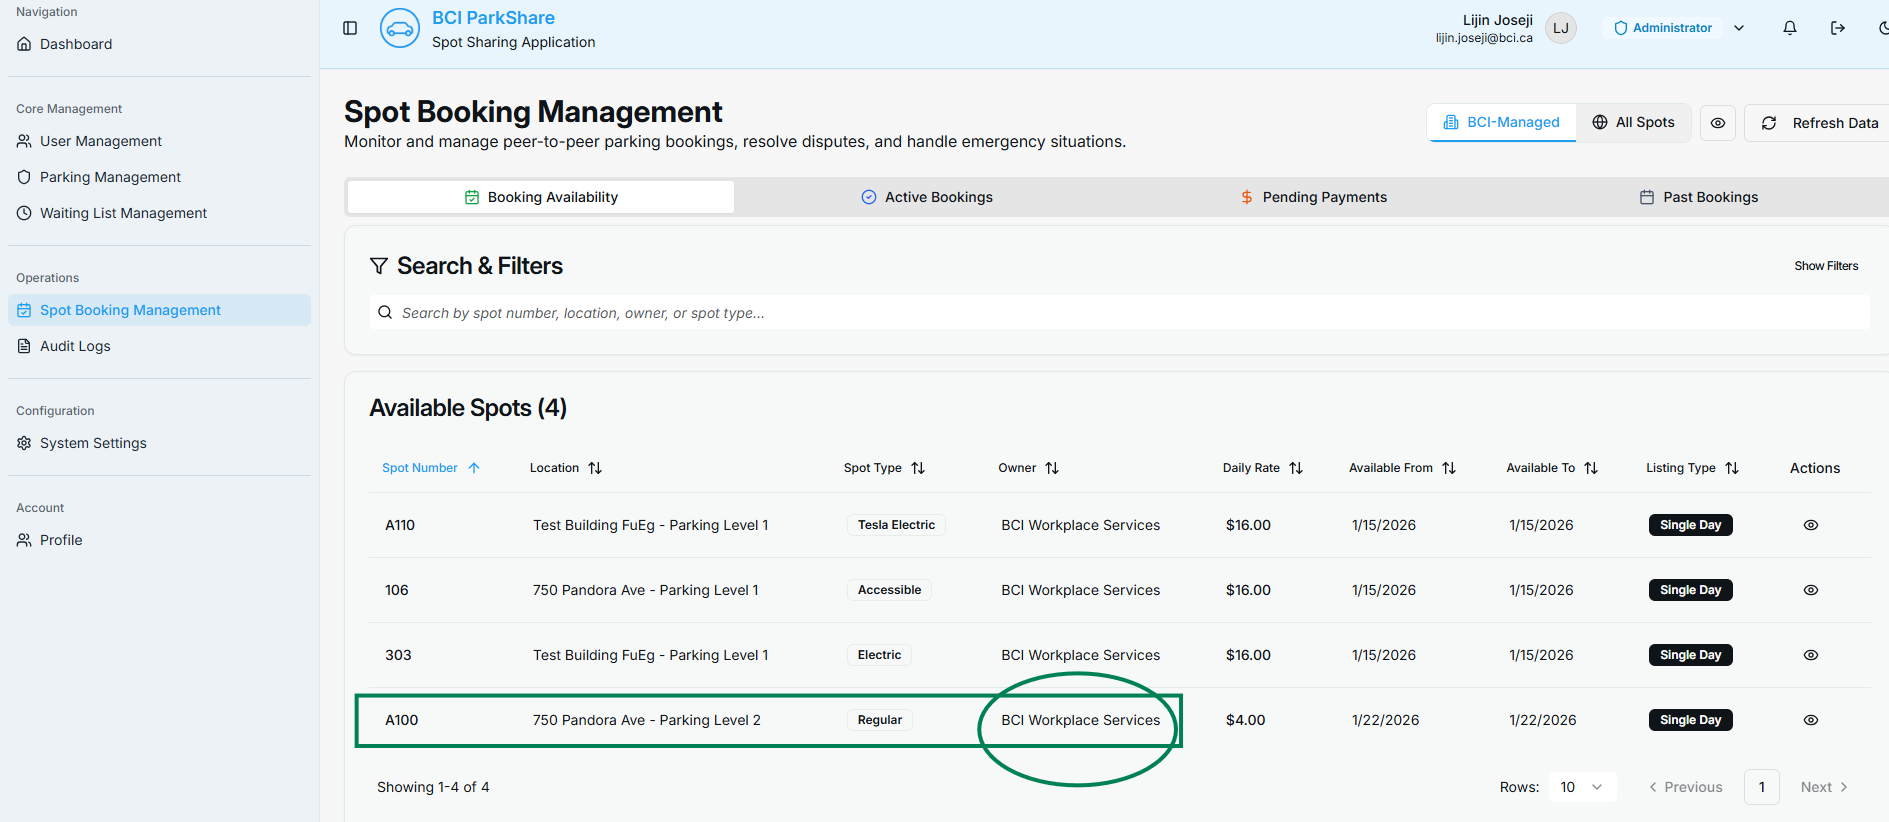 Navigation
Dashboard
Core Management
User Management
Parking Management
Waiting List Management
Operations
Spot Booking Management
Audit Logs
Configuration
System Settings
Account
Profile
BCI ParkShare
Spot Sharing Application
Lijin Joseji
lijin.joseji@bci.ca
LJ
Administrator
Spot Booking Management
Monitor and manage peer-to-peer parking bookings, resolve disputes, and handle emergency situations.
BCI-Managed
All Spots
Refresh Data
Booking Availability
Active Bookings
Pending Payments
Past Bookings
Search & Filters
Show Filters
Search by spot number, location, owner, or spot type...
Available Spots (4)
Spot Number Location Spot Type Owner Daily Rate Available From Available To Listing Type Actions
A110 Test Building FuEg - Parking Level 1 Tesla Electric BCI Workplace Services $16.00 1/15/2026 1/15/2026 Single Day
106 750 Pandora Ave - Parking Level 1 Accessible BCI Workplace Services $16.00 1/15/2026 1/15/2026 Single Day
303 Test Building FuEg - Parking Level 1 Electric BCI Workplace Services $16.00 1/15/2026 1/15/2026 Single Day
A100 750 Pandora Ave - Parking Level 2 Regular BCI Workplace Services $4.00 1/22/2026 1/22/2026 Single Day
Showing 1-4 of 4
Rows: 10
Previous 1 Next